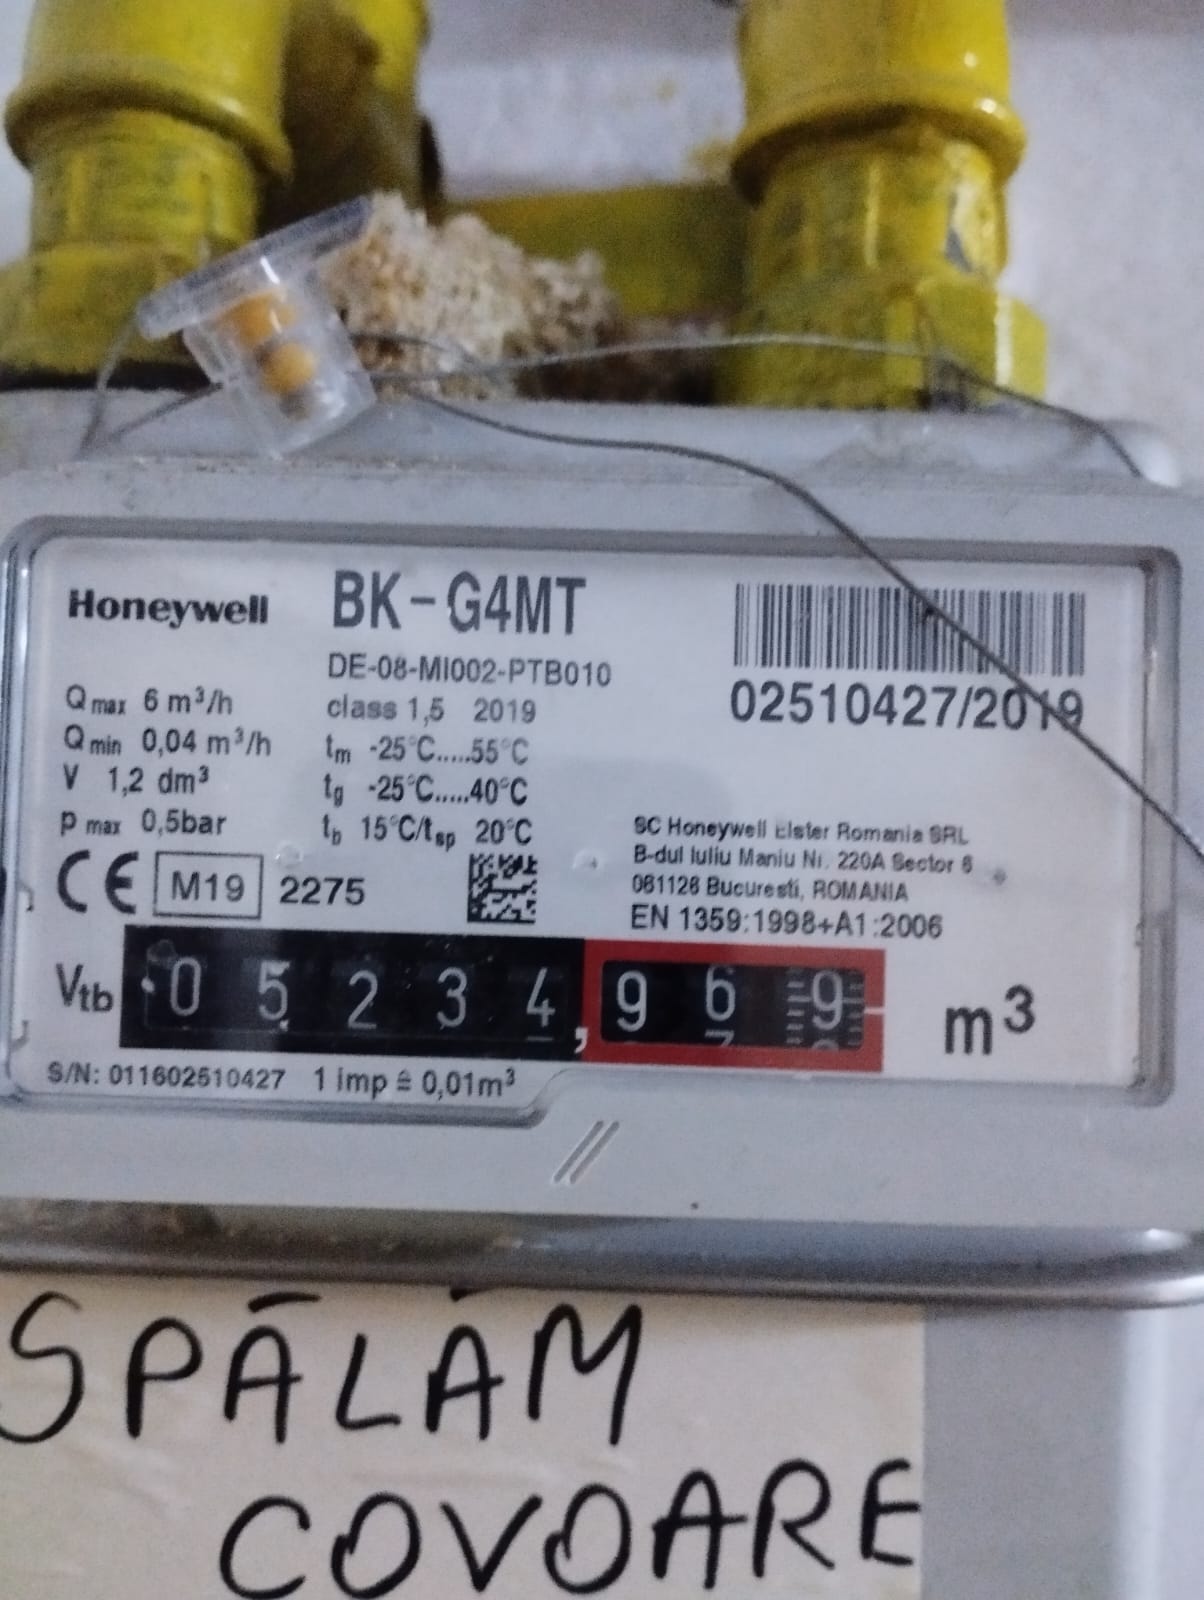 Honeywell
BK-G4MT
DE-08-MI002-PTB010
02510427/2019
Q max 6 m³/h
class 1,5 2019
Q min 0,04 m³/h
tm -25°C.....55°C
V 1,2 dm³
tg -25°C.....40°C
p max 0,5bar
tb 15°C/tsp 20°C
SC Honeywell Elster Romania SRL
B-dul Iuliu Maniu Nr. 220A Sector 6
061126 Bucuresti, ROMANIA
EN 1359:1998+A1:2006
CE M19 2275
Vtb 05234,969 m³
S/N: 011602510427 1 imp ≙ 0,01m³
SPĂLĂM
COVOARE